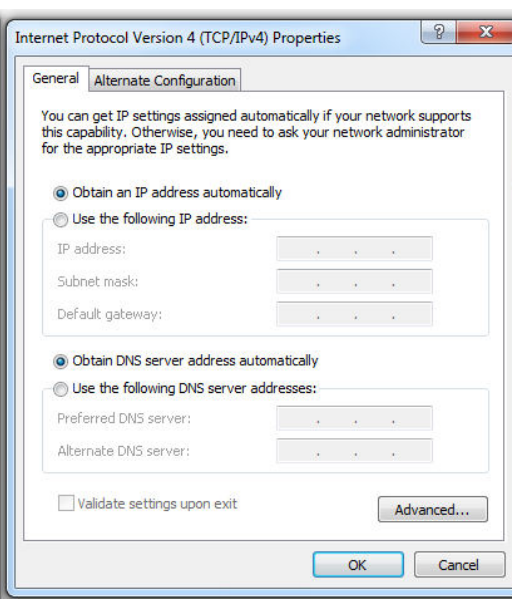 Internet Protocol Version 4 (TCP/IPv4) Properties
General Alternate Configuration
You can get IP settings assigned automatically if your network supports
this capability. Otherwise, you need to ask your network administrator
for the appropriate IP settings.
Obtain an IP address automatically
Use the following IP address:
IP address:
Subnet mask:
Default gateway:
Obtain DNS server address automatically
Use the following DNS server addresses:
Preferred DNS server:
Alternate DNS server:
Validate settings upon exit
Advanced...
OK Cancel